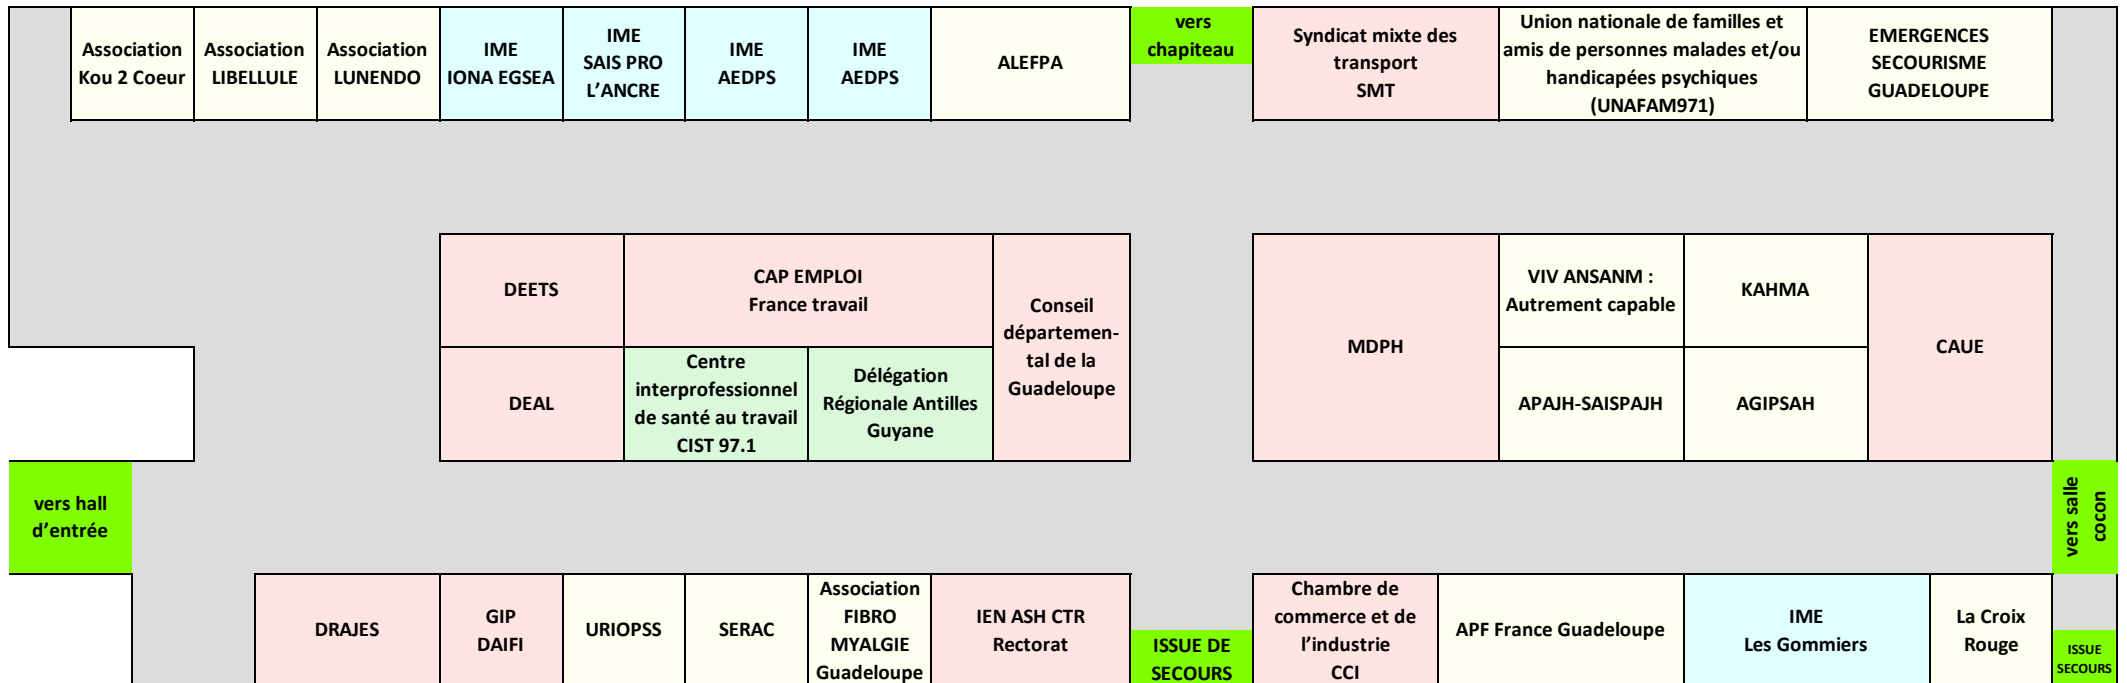 Association
Kou 2 Coeur
Association
LIBELLULE
Association
LUNENDO
IME
IONA EGSEA
IME
SAIS PRO
L’ANCRE
IME
AEDPS
IME
AEDPS
ALEFPA
vers
chapiteau
Syndicat mixte des
transport
SMT
Union nationale de familles et
amis de personnes malades et/ou
handicapées psychiques
(UNAFAM971)
EMERGENCES
SECOURISME
GUADELOUPE
DEETS
CAP EMPLOI
France travail
Conseil
départemen-
tal de la
Guadeloupe
MDPH
VIV ANSANM :
Autrement capable
KAHMA
CAUE
DEAL
Centre
interprofessionnel
de santé au travail
CIST 97.1
Délégation
Régionale Antilles
Guyane
APAJH-SAISPAJH
AGIPSAH
vers hall
d’entrée
vers salle
cocon
DRAJES
GIP
DAIFI
URIOPSS
SERAC
Association
FIBRO
MYALGIE
Guadeloupe
IEN ASH CTR
Rectorat
ISSUE DE
SECOURS
Chambre de
commerce et de
l’industrie
CCI
APF France Guadeloupe
IME
Les Gommiers
La Croix
Rouge
ISSUE
SECOURS